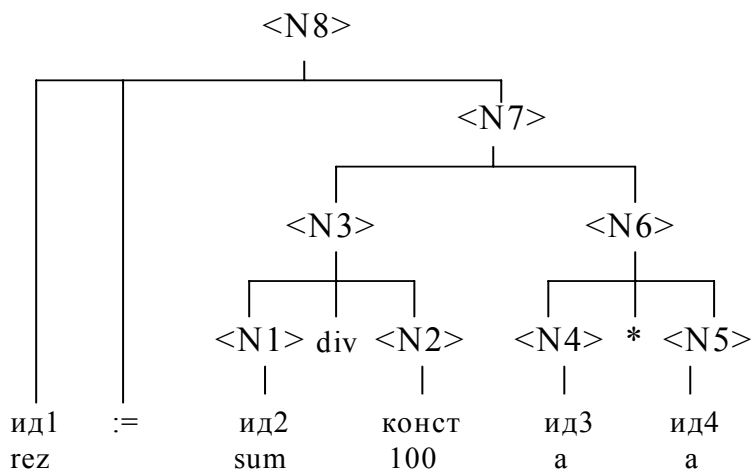 <N8>
<N7>
<N3> <N6>
<N1> div <N2> <N4> * <N5>
ид1 := ид2 конст ид3 ид4
rez sum 100 a a